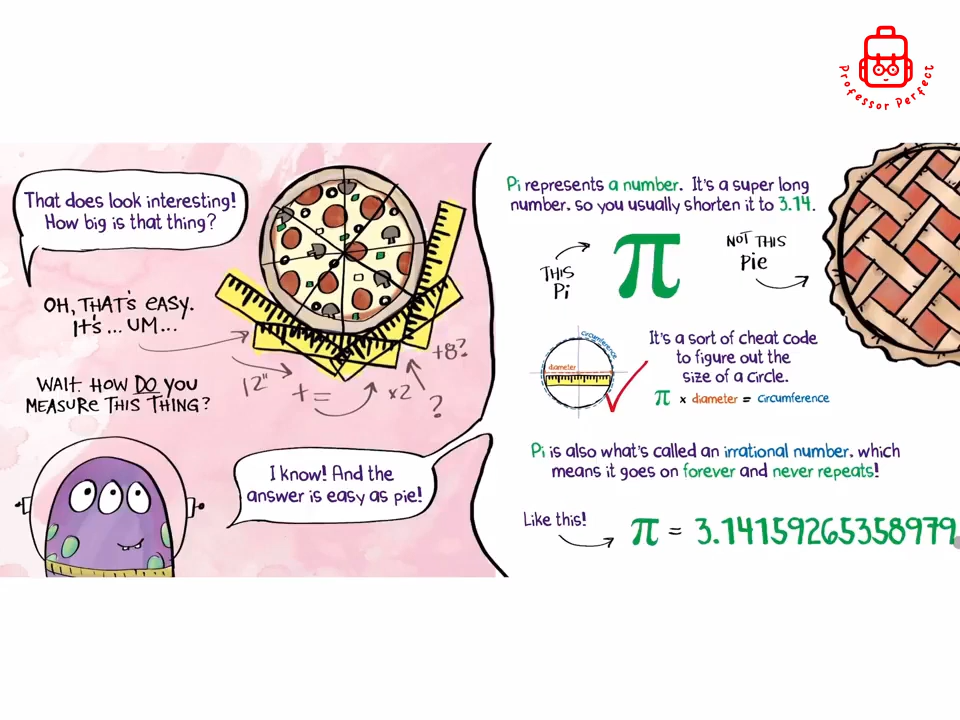 Professor Perfect
That does look interesting!
How big is that thing?
OH, THAT'S EASY.
IT'S ... UM...
WAIT. HOW DO YOU
MEASURE THIS THING?
12"
+ =
x2
+8?
?
I know! And the
answer is easy as pie!
Pi represents a number. It's a super long
number, so you usually shorten it to 3.14.
THIS
Pi
π
NOT THIS
Pie
circumference
diameter
It's a sort of cheat code
to figure out the
size of a circle.
π x diameter = circumference
Pi is also what's called an irrational number, which
means it goes on forever and never repeats!
Like this!
π = 3.14159265358979